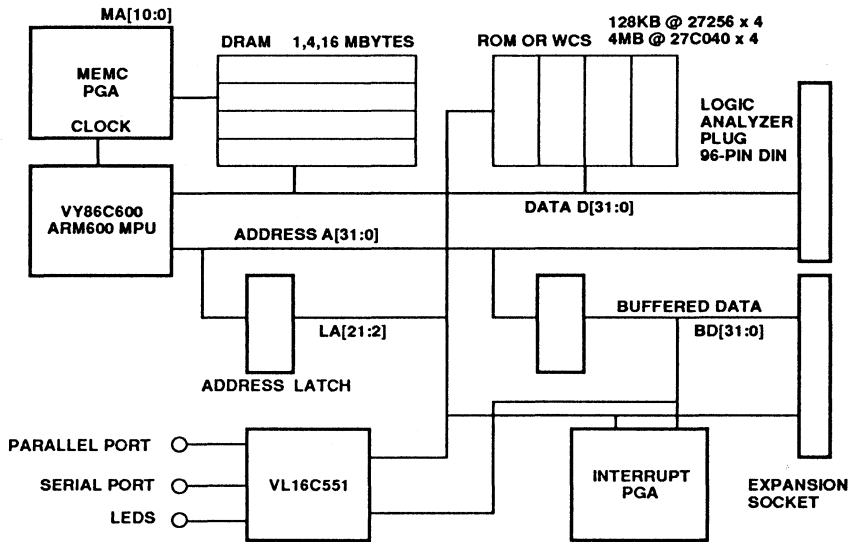 MA[10:0]
MEMC
PGA
CLOCK
DRAM 1,4,16 MBYTES
128KB @ 27256 x 4
ROM OR WCS 4MB @ 27C040 x 4
LOGIC
ANALYZER
PLUG
96-PIN DIN
VY86C600
ARM600 MPU
DATA D[31:0]
ADDRESS A[31:0]
LA[21:2]
ADDRESS LATCH
BUFFERED DATA
BD[31:0]
PARALLEL PORT
SERIAL PORT
LEDS
VL16C551
INTERRUPT
PGA
EXPANSION
SOCKET